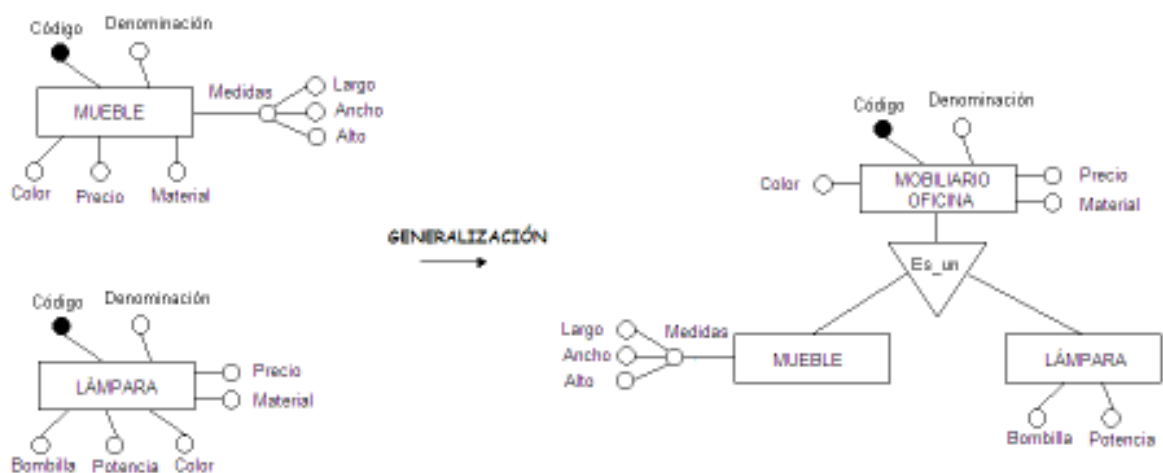 Código
Denominación
MUEBLE
Medidas
Largo
Ancho
Alto
Color
Precio
Material
GENERALIZACIÓN
Código
Denominación
LÁMPARA
Precio
Material
Bombilla
Potencia
Color
Código
Denominación
Color
MOBILIARIO
OFICINA
Precio
Material
Es_un
Largo
Ancho
Alto
Medidas
MUEBLE
LÁMPARA
Bombilla
Potencia